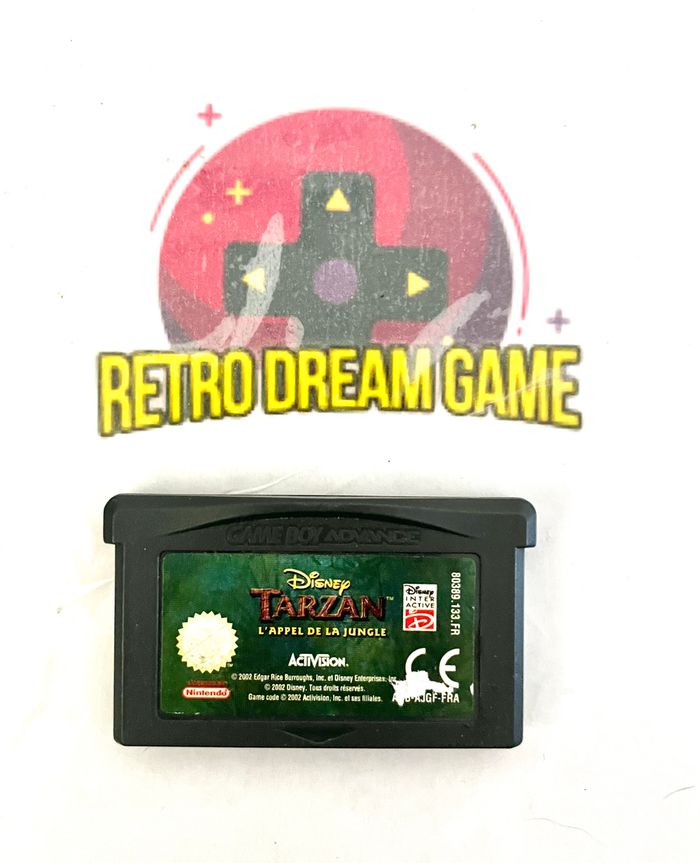 RETRO DREAM GAME
GAME BOY ADVANCE
Disney
TARZAN™
L'APPEL DE LA JUNGLE
Disney
INTER
ACTIVE
80389.133.FR
ACTIVISION.
© 2002 Edgar Rice Burroughs, Inc. et Disney Enterprises, Inc.
© 2002 Disney. Tous droits réservés.
Game code © 2002 Activision, Inc. et ses filiales.
Nintendo
CE
AJGF-FRA